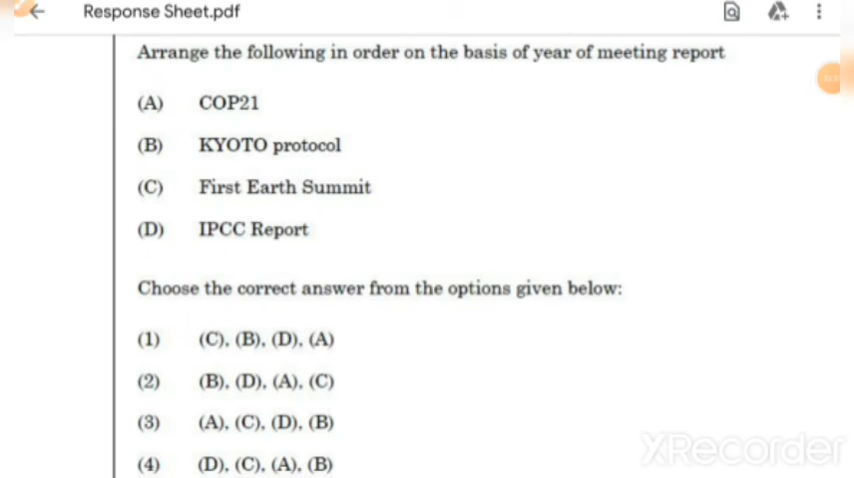 Response Sheet.pdf
Arrange the following in order on the basis of year of meeting report
(A) COP21
(B) KYOTO protocol
(C) First Earth Summit
(D) IPCC Report
Choose the correct answer from the options given below:
(1) (C), (B), (D), (A)
(2) (B), (D), (A), (C)
(3) (A), (C), (D), (B)
(4) (D), (C), (A), (B)
XRecorder